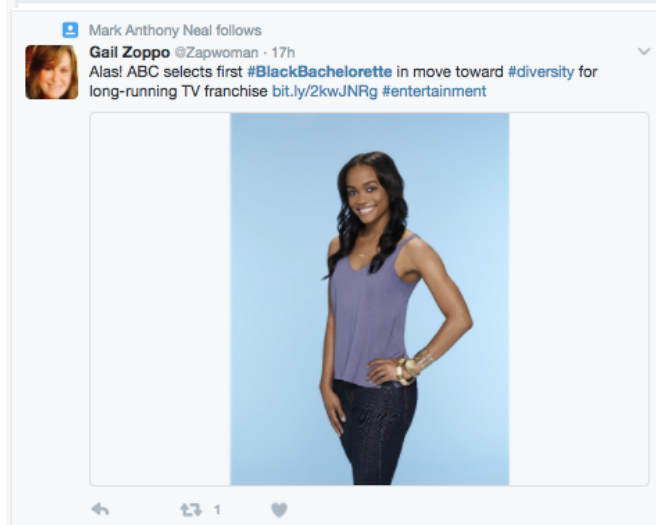 Mark Anthony Neal follows
Gail Zoppo @Zapwoman · 17h
Alas! ABC selects first #BlackBachelorette in move toward #diversity for
long-running TV franchise bit.ly/2kwJNRg #entertainment
1